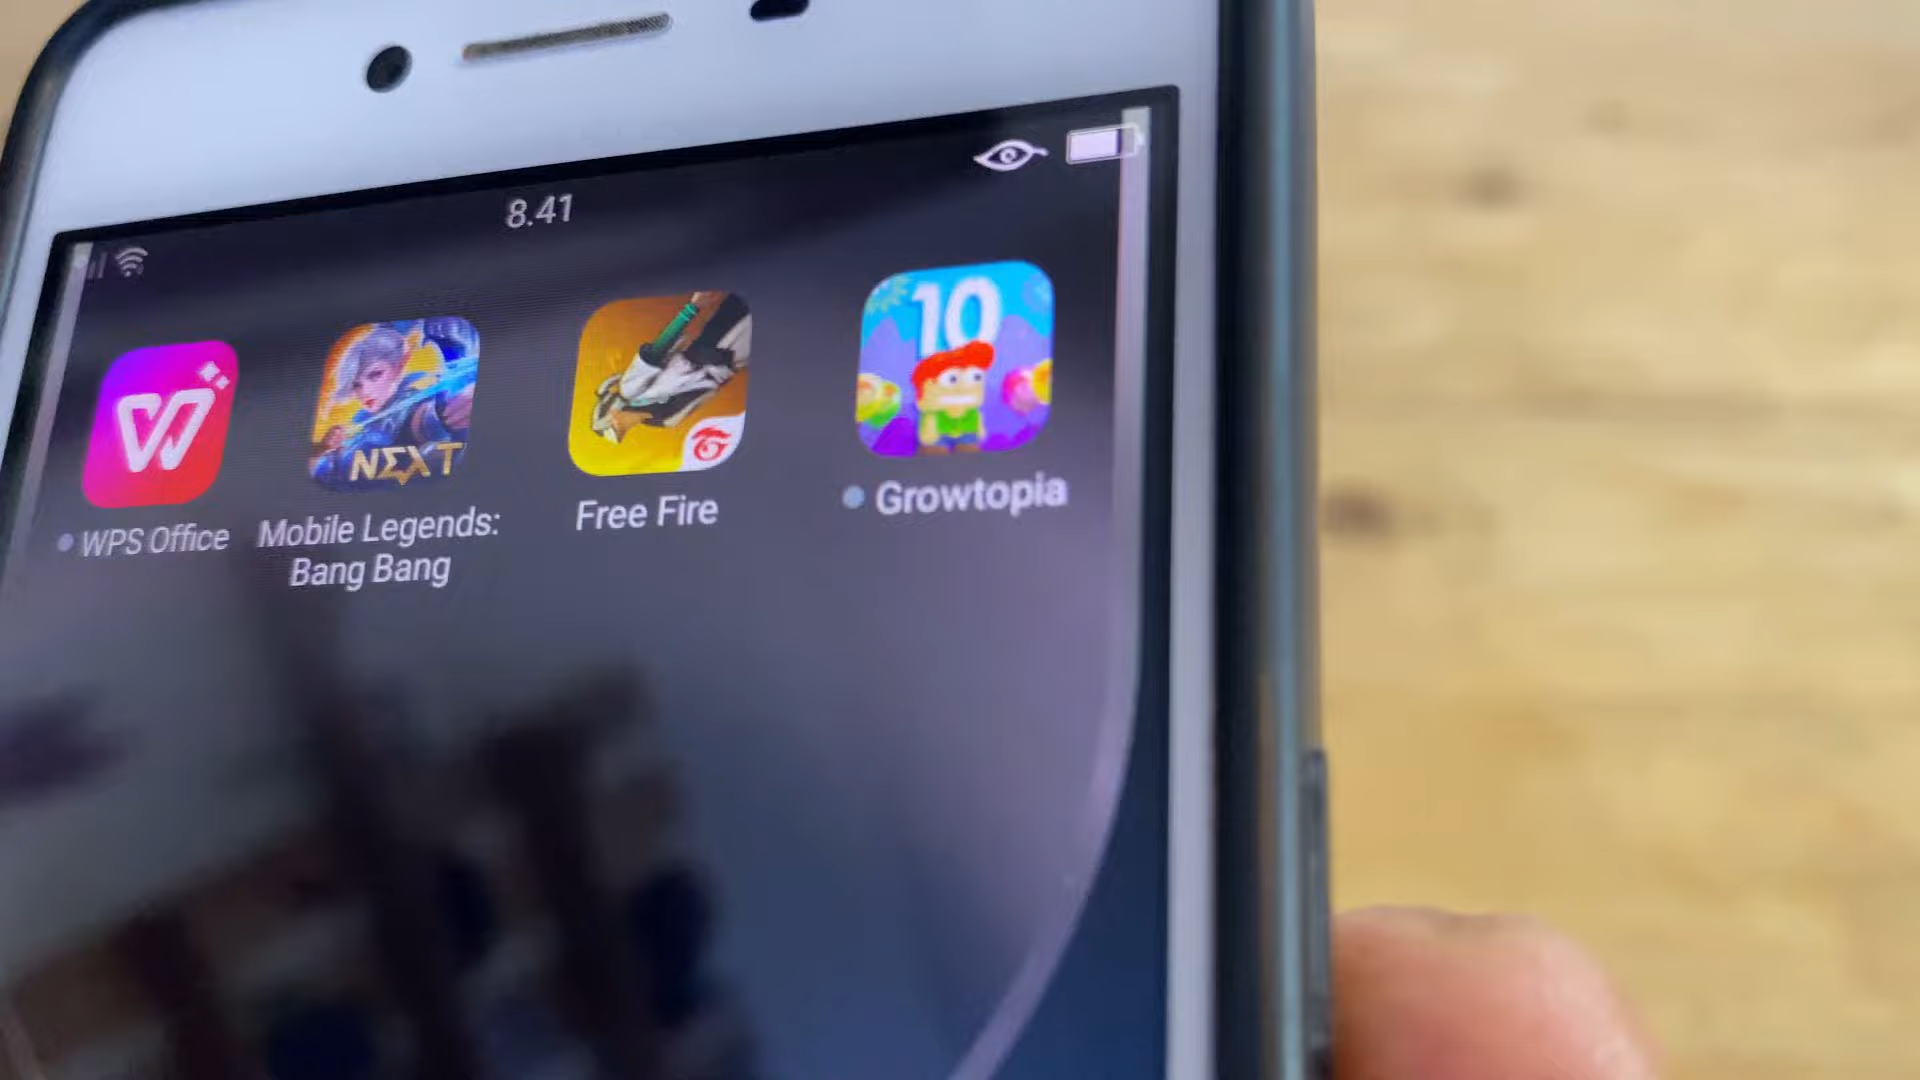 8.41
10
NEXT
WPS Office
Mobile Legends:
Bang Bang
Free Fire
Growtopia